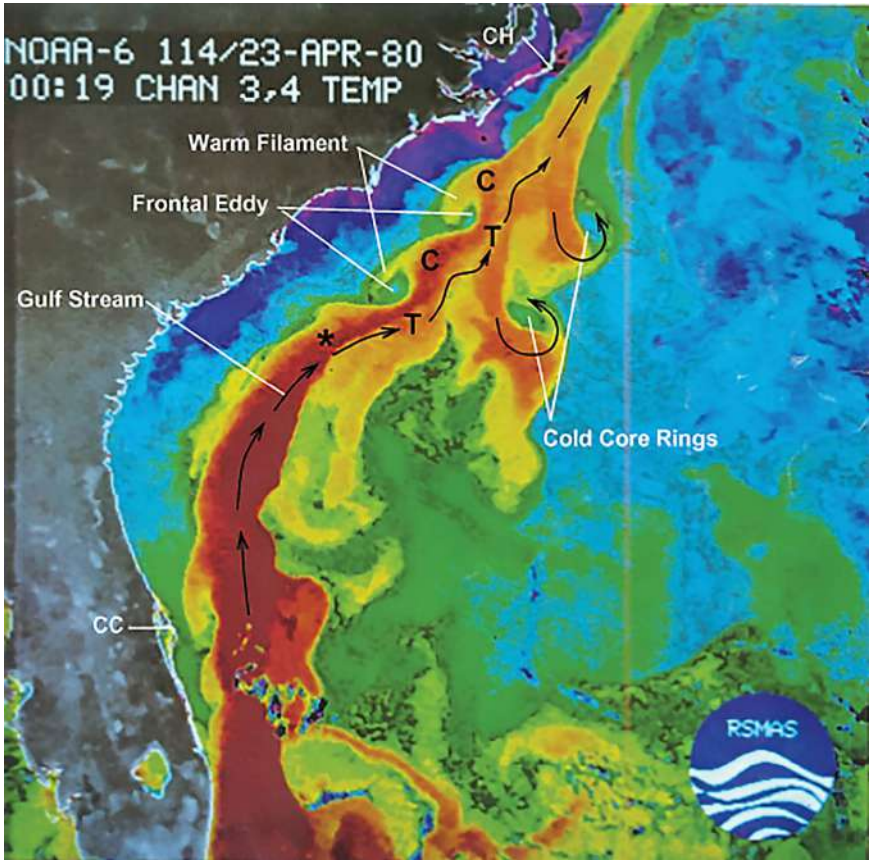 NOAA-6 114/23-APR-80
00:19 CHAN 3,4 TEMP
CH
Warm Filament
C
Frontal Eddy
T
C
Gulf Stream
*
T
Cold Core Rings
CC
RSMAS